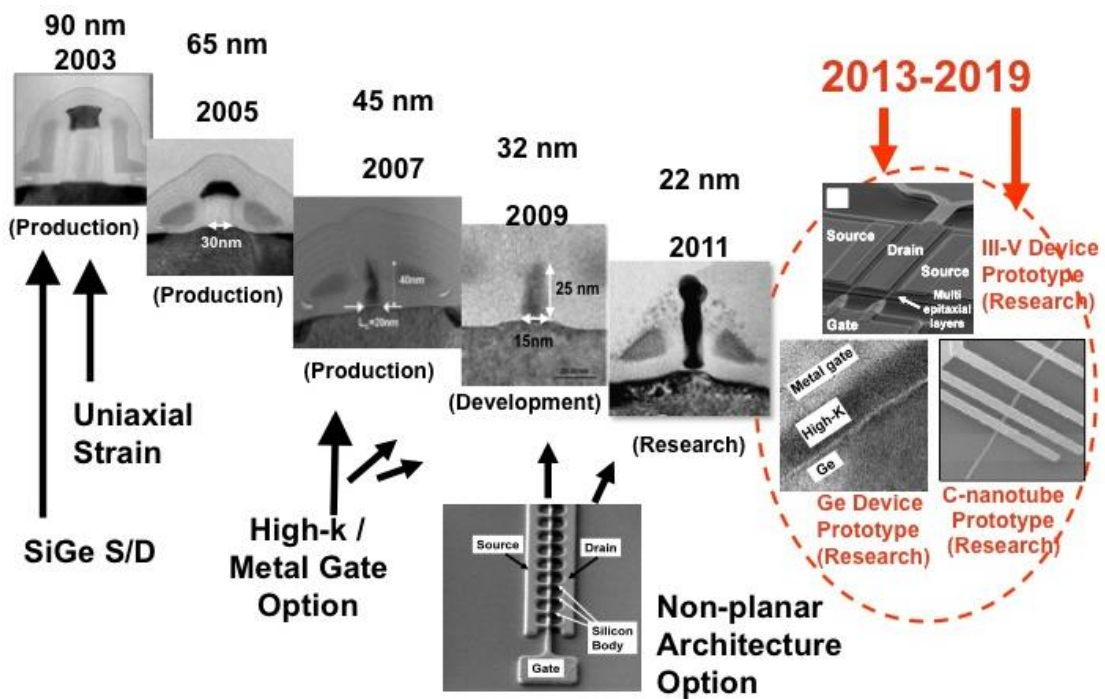 90 nm
2003
(Production)
65 nm
2005
30nm
(Production)
45 nm
2007
40nm
(Production)
32 nm
2009
25 nm
15nm
(Development)
22 nm
2011
(Research)
2013-2019
Source
Drain
Source
Gate
Multi
epitaxial
layers
III-V Device
Prototype
(Research)
Metal gate
High-K
Ge
Ge Device
Prototype
(Research)
C-nanotube
Prototype
(Research)
SiGe S/D
Uniaxial
Strain
High-k /
Metal Gate
Option
Source
Drain
Silicon
Body
Gate
Non-planar
Architecture
Option